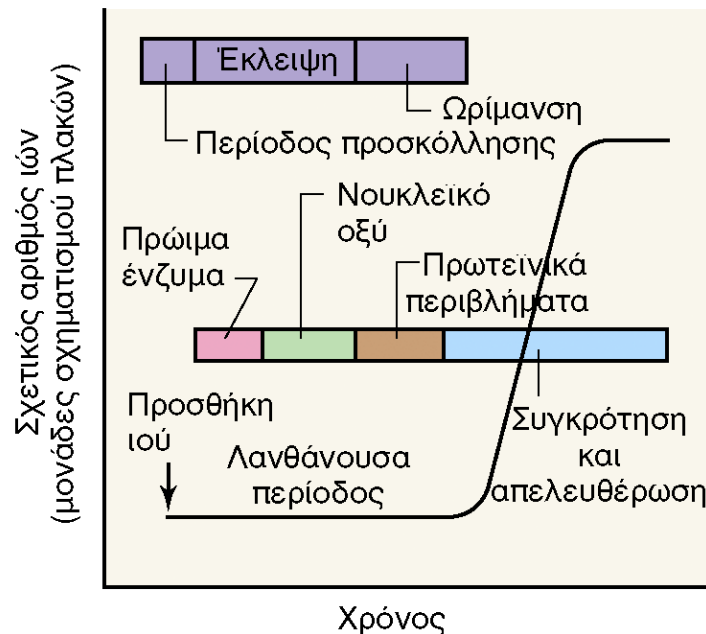 Σχετικός αριθμός ιών
(μονάδες σχηματισμού πλακών)
Έκλειψη
Ωρίμανση
Περίοδος προσκόλλησης
Νουκλεϊκό
οξύ
Πρώιμα
ένζυμα
Πρωτεϊνικά
περιβλήματα
Προσθήκη
ιού
Λανθάνουσα
περίοδος
Συγκρότηση
και
απελευθέρωση
Χρόνος